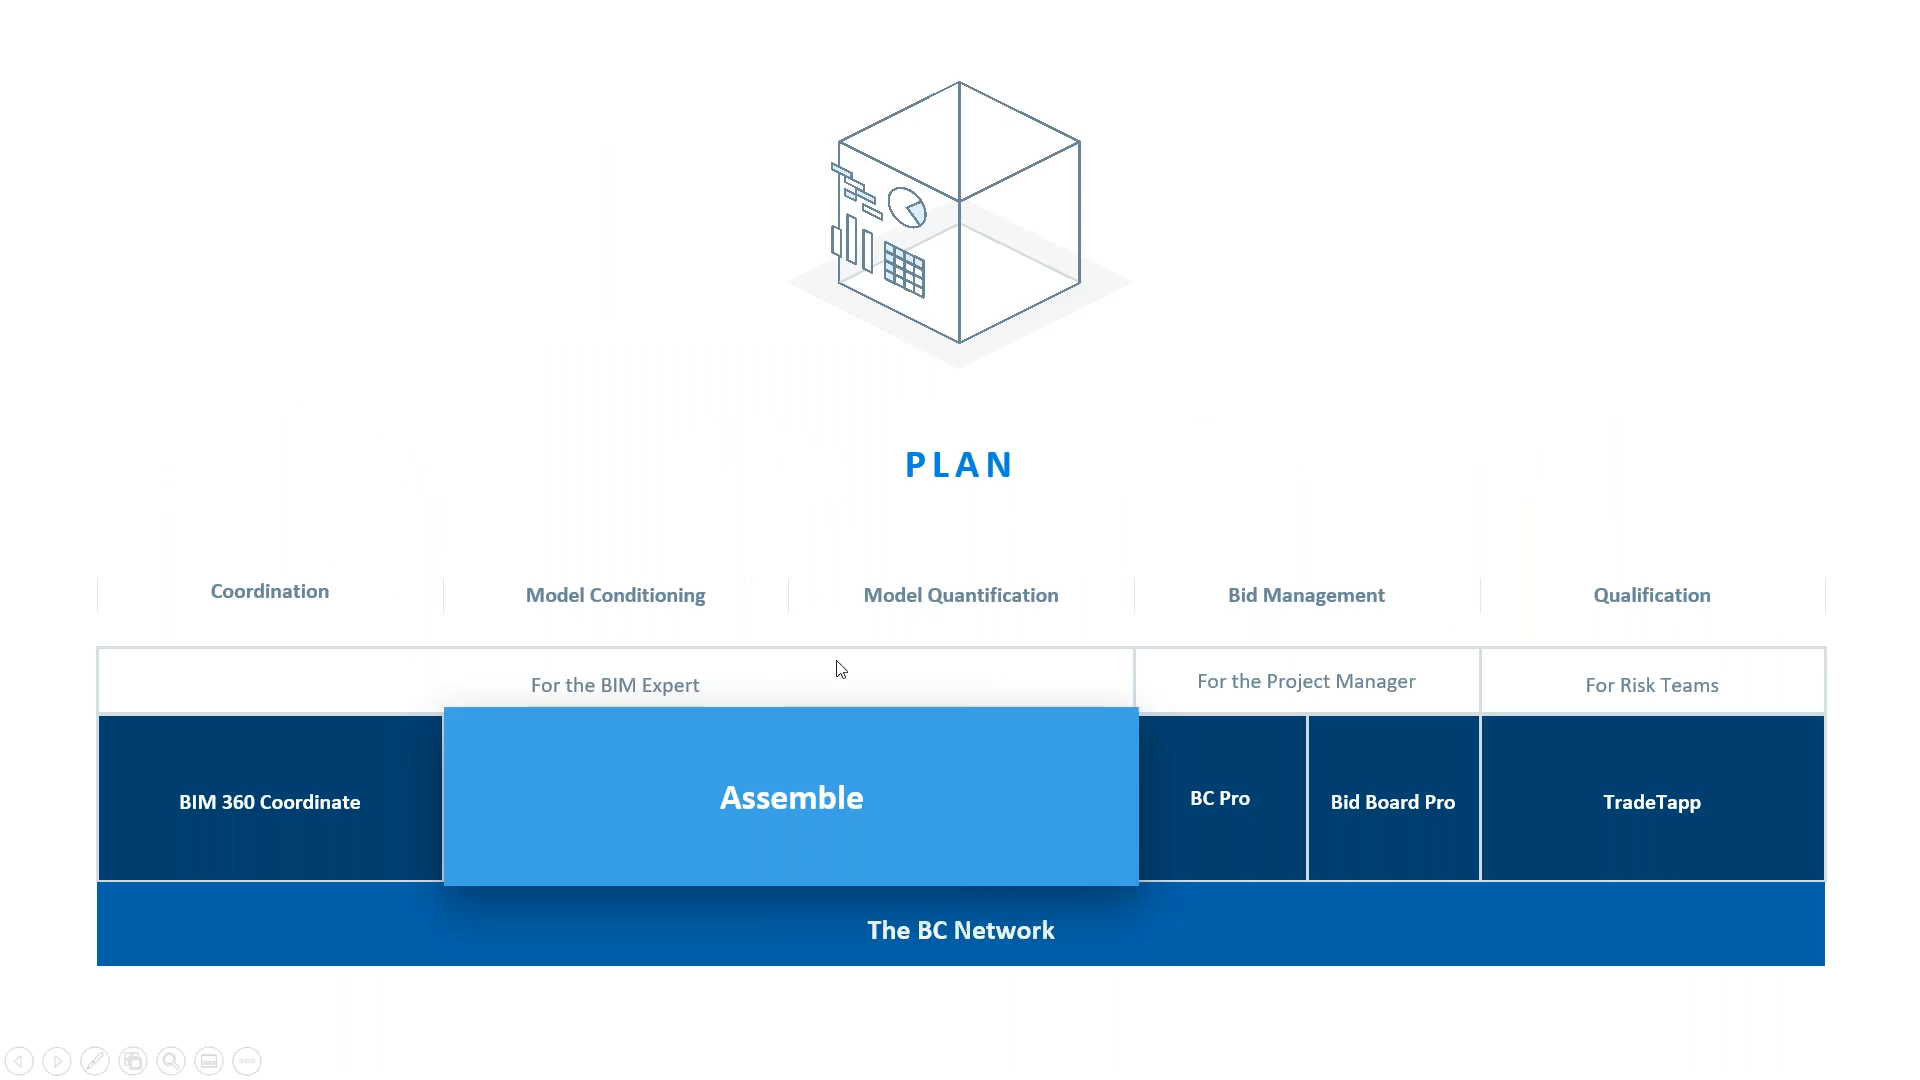 PLAN
Coordination
Model Conditioning
Model Quantification
Bid Management
Qualification
For the BIM Expert
For the Project Manager
For Risk Teams
BIM 360 Coordinate
Assemble
BC Pro
Bid Board Pro
TradeTapp
The BC Network